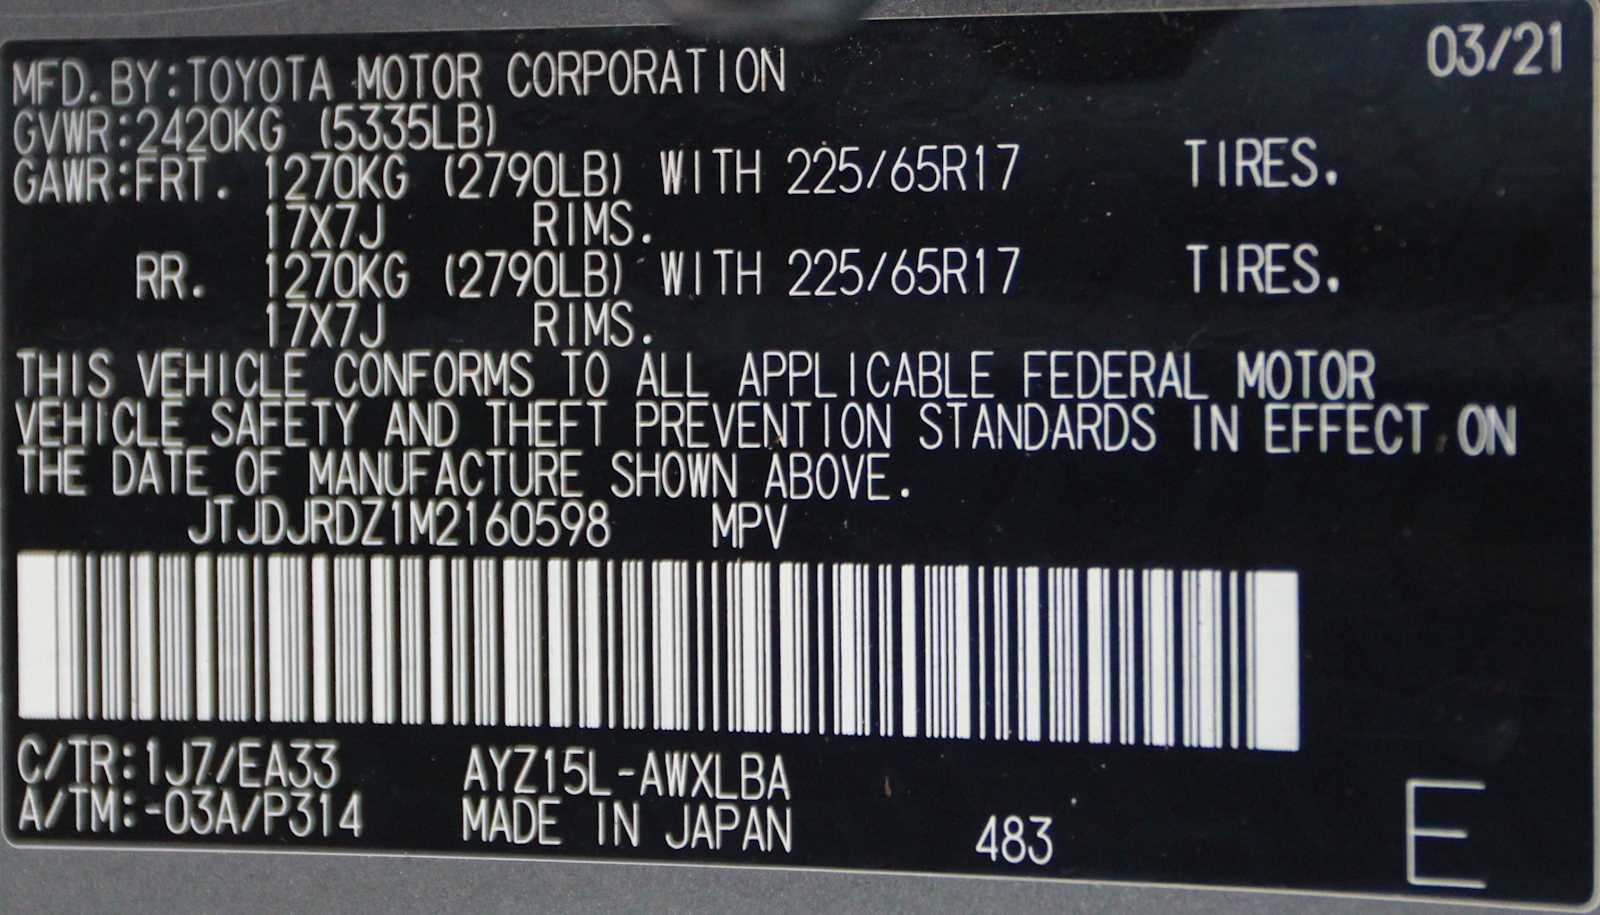 03/21
MFD.BY:TOYOTA MOTOR CORPORATION
GVWR:2420KG (5335LB)
GAWR:FRT. 1270KG (2790LB) WITH 225/65R17 TIRES.
17X7J RIMS.
RR. 1270KG (2790LB) WITH 225/65R17 TIRES.
17X7J RIMS.
THIS VEHICLE CONFORMS TO ALL APPLICABLE FEDERAL MOTOR
VEHICLE SAFETY AND THEFT PREVENTION STANDARDS IN EFFECT ON
THE DATE OF MANUFACTURE SHOWN ABOVE.
JTJDJRDZ1M2160598 MPV
C/TR:1J7/EA33 AYZ15L-AWXLBA
A/TM:-03A/P314 MADE IN JAPAN 483 E